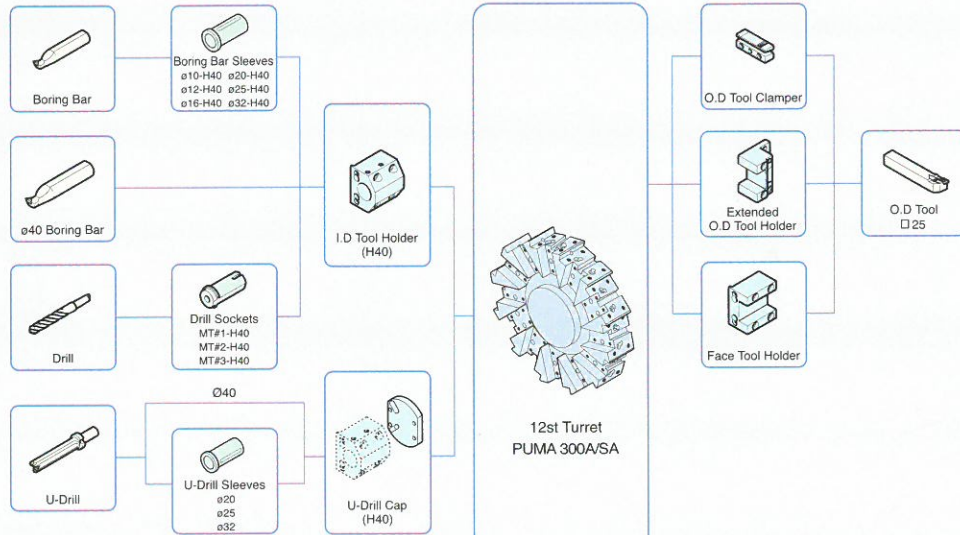 Boring Bar
Boring Bar Sleeves
ø10-H40 ø20-H40
ø12-H40 ø25-H40
ø16-H40 ø32-H40
ø40 Boring Bar
I.D Tool Holder
(H40)
Drill
Drill Sockets
MT#1-H40
MT#2-H40
MT#3-H40
Ø40
U-Drill
U-Drill Sleeves
ø20
ø25
ø32
U-Drill Cap
(H40)
12st Turret
PUMA 300A/SA
O.D Tool Clamper
Extended
O.D Tool Holder
Face Tool Holder
O.D Tool
□25